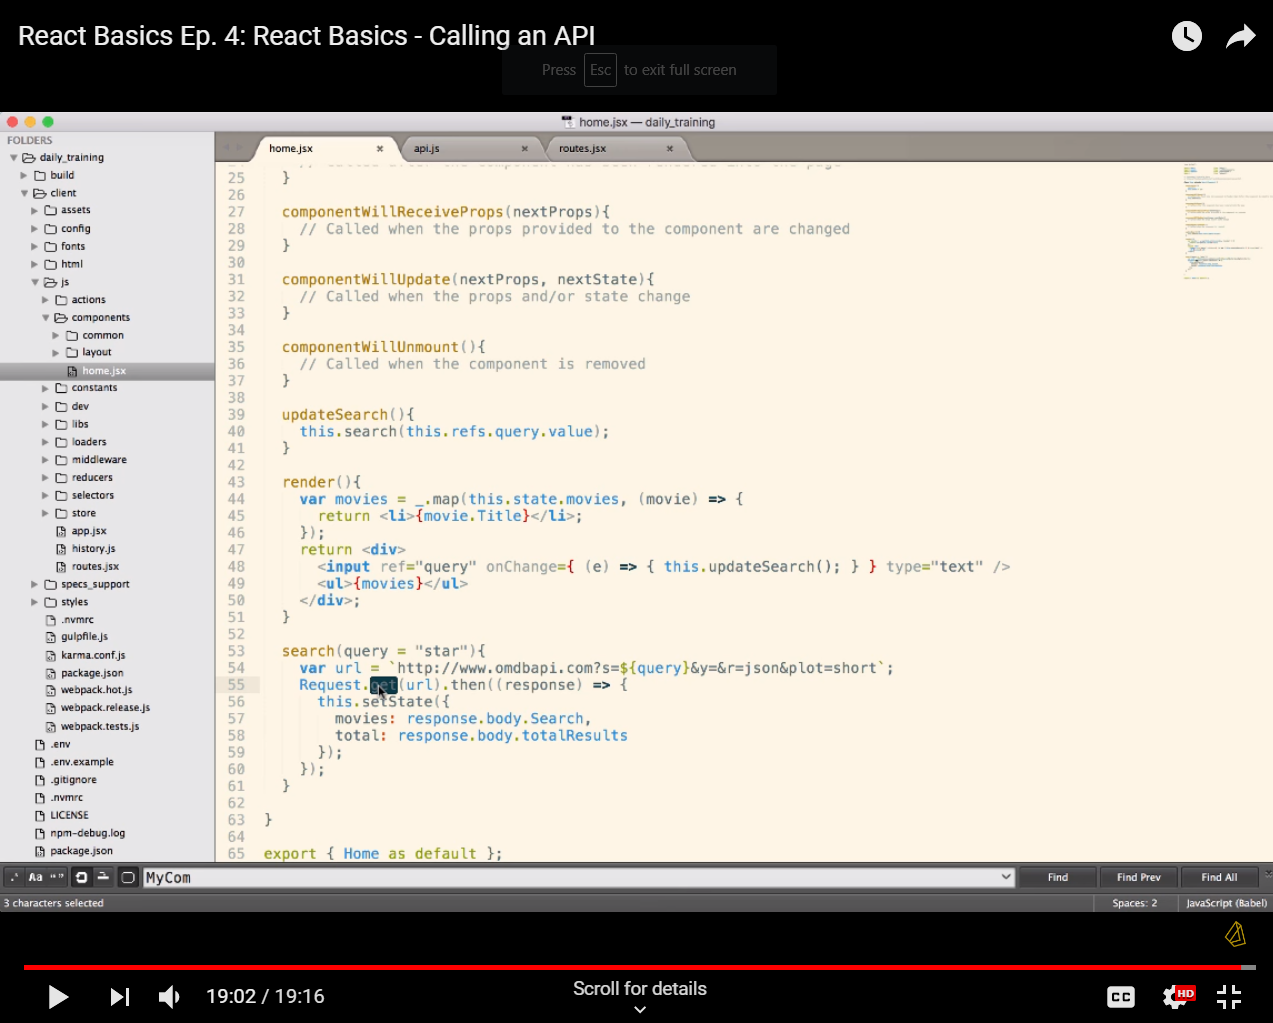 React Basics Ep. 4: React Basics - Calling an API
Press Esc to exit full screen
home.jsx — daily_training
FOLDERS
daily_training
build
client
assets
config
fonts
html
js
actions
components
common
layout
home.jsx
constants
dev
libs
loaders
middleware
reducers
selectors
store
app.jsx
history.js
routes.jsx
specs_support
styles
.nvmrc
gulpfile.js
karma.conf.js
package.json
webpack.hot.js
webpack.release.js
webpack.tests.js
.env
.env.example
.gitignore
.nvmrc
LICENSE
npm-debug.log
package.json
home.jsx × api.js × routes.jsx ×
25 }
26
27 componentWillReceiveProps(nextProps){
28 // Called when the props provided to the component are changed
29 }
30
31 componentWillUpdate(nextProps, nextState){
32 // Called when the props and/or state change
33 }
34
35 componentWillUnmount(){
36 // Called when the component is removed
37 }
38
39 updateSearch(){
40 this.search(this.refs.query.value);
41 }
42
43 render(){
44 var movies = _.map(this.state.movies, (movie) => {
45 return <li>{movie.Title}</li>;
46 });
47 return <div>
48 <input ref="query" onChange={ (e) => { this.updateSearch(); } } type="text" />
49 <ul>{movies}</ul>
50 </div>;
51 }
52
53 search(query = "star"){
54 var url = `http://www.omdbapi.com?s=${query}&y=&r=json&plot=short`;
55 Request.get(url).then((response) => {
56 this.setState({
57 movies: response.body.Search,
58 total: response.body.totalResults
59 });
60 });
61 }
62
63 }
64
65 export { Home as default };
.* Aa “” MyCom Find Find Prev Find All
3 characters selected Spaces: 2 JavaScript (Babel)
19:02 / 19:16 Scroll for details CC HD